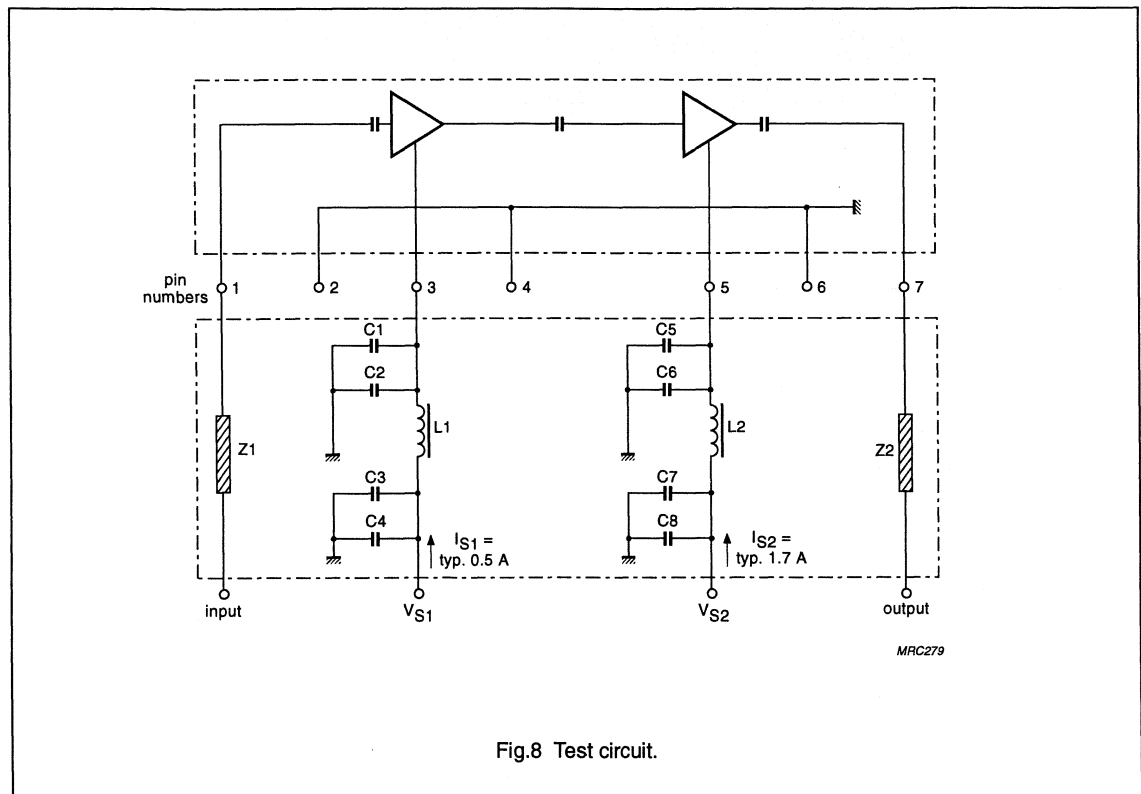 pin
numbers 1 2 3 4 5 6 7
C1 C5
C2 C6
L1 L2
Z1 Z2
C3 C7
C4 C8
I_S1 = I_S2 =
typ. 0.5 A typ. 1.7 A
input V_S1 V_S2 output
MRC279
Fig.8 Test circuit.